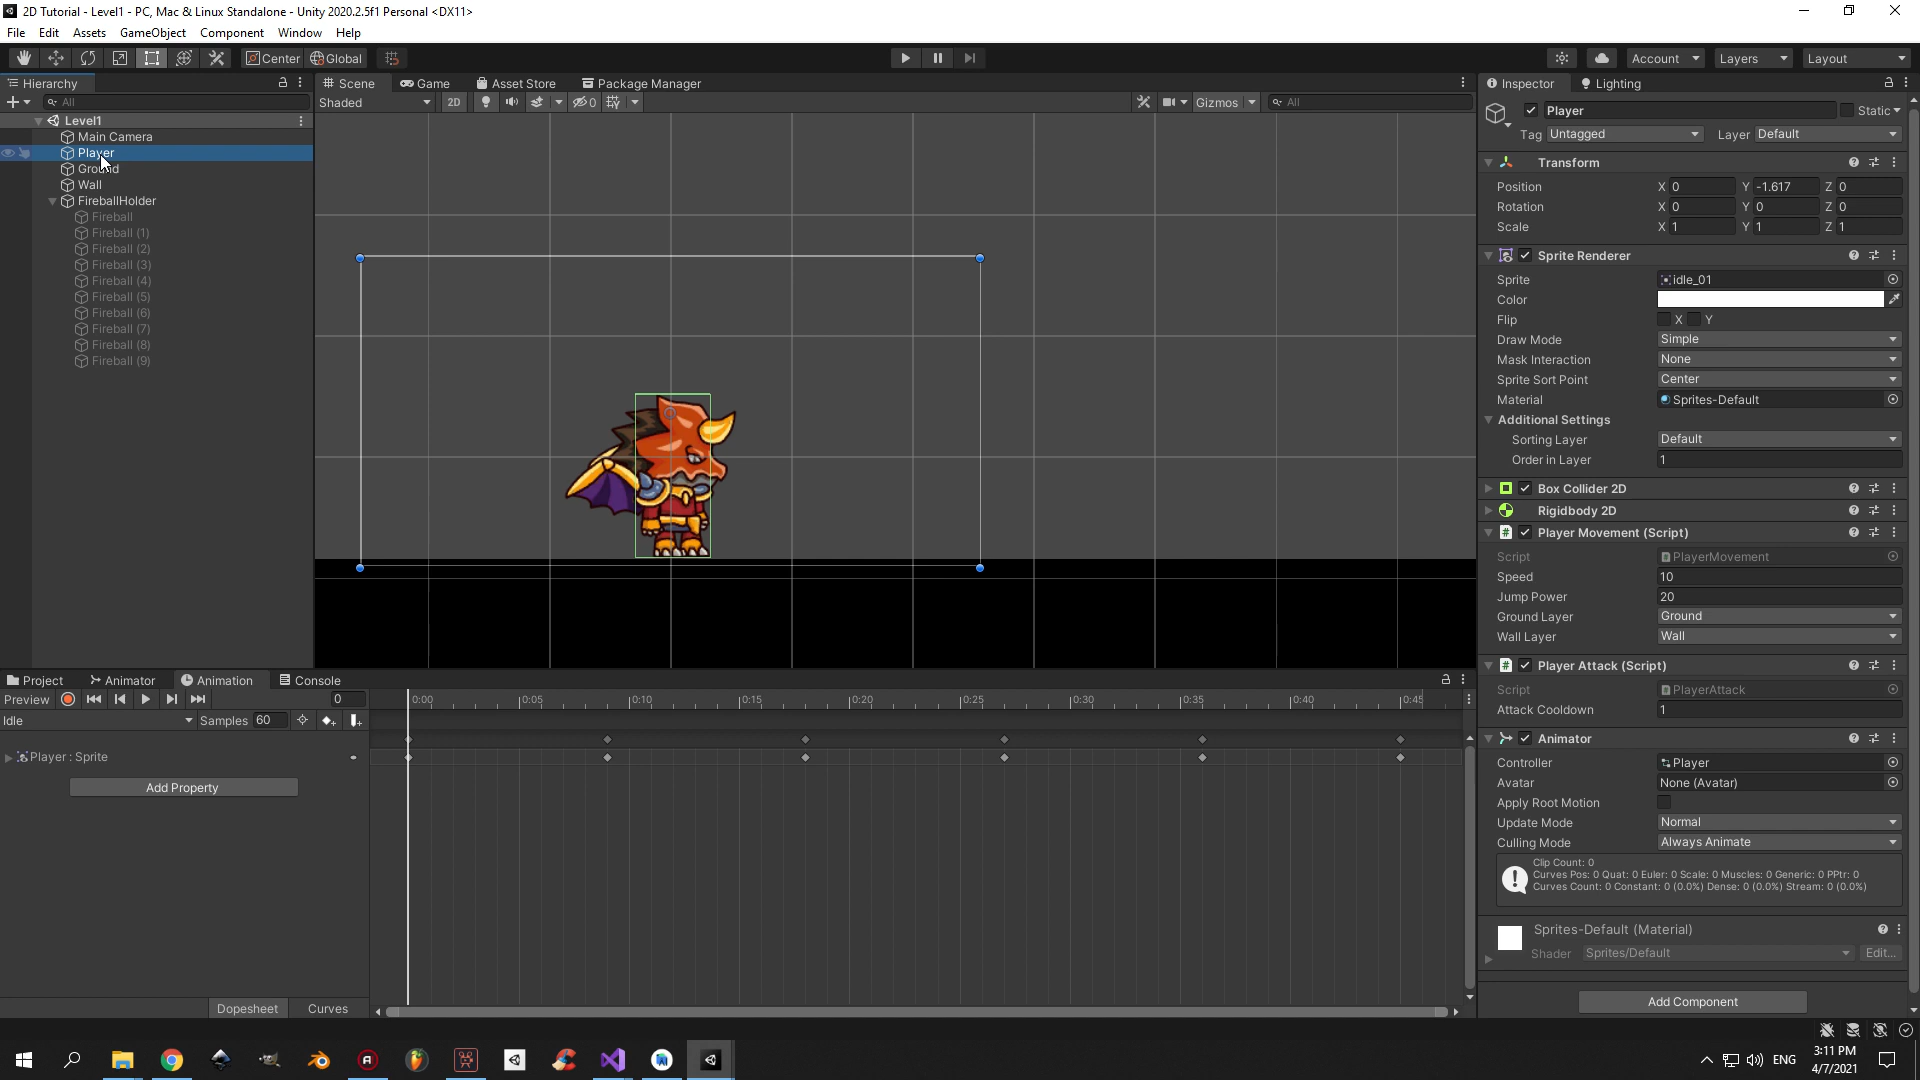 2D Tutorial - Level1 - PC, Mac & Linux Standalone - Unity 2020.2.5f1 Personal <DX11>
File Edit Assets GameObject Component Window Help
Center Global Account Layers Layout
Hierarchy
All
Level1
Main Camera
Player
Ground
Wall
FireballHolder
Fireball
Fireball (1)
Fireball (2)
Fireball (3)
Fireball (4)
Fireball (5)
Fireball (6)
Fireball (7)
Fireball (8)
Fireball (9)
Scene Game Asset Store Package Manager
Shaded 2D 0 Gizmos All
Inspector Lighting
Player Static
Tag Untagged Layer Default
Transform
Position X 0 Y -1.617 Z 0
Rotation X 0 Y 0 Z 0
Scale X 1 Y 1 Z 1
Sprite Renderer
Sprite idle_01
Color
Flip X Y
Draw Mode Simple
Mask Interaction None
Sprite Sort Point Center
Material Sprites-Default
Additional Settings
Sorting Layer Default
Order in Layer 1
Box Collider 2D
Rigidbody 2D
Player Movement (Script)
Script PlayerMovement
Speed 10
Jump Power 20
Ground Layer Ground
Wall Layer Wall
Player Attack (Script)
Script PlayerAttack
Attack Cooldown 1
Animator
Controller Player
Avatar None (Avatar)
Apply Root Motion
Update Mode Normal
Culling Mode Always Animate
Clip Count: 0
Curves Pos: 0 Quat: 0 Euler: 0 Scale: 0 Muscles: 0 Generic: 0 PPtr: 0
Curves Count: 0 Constant: 0 (0.0%) Dense: 0 (0.0%) Stream: 0 (0.0%)
Sprites-Default (Material)
Shader Sprites/Default Edit...
Add Component
Project Animator Animation Console
Preview 0 0:00 0:05 0:10 0:15 0:20 0:25 0:30 0:35 0:40 0:45
Idle Samples 60
Player : Sprite
Add Property
Dopesheet Curves
ENG
3:11 PM
4/7/2021